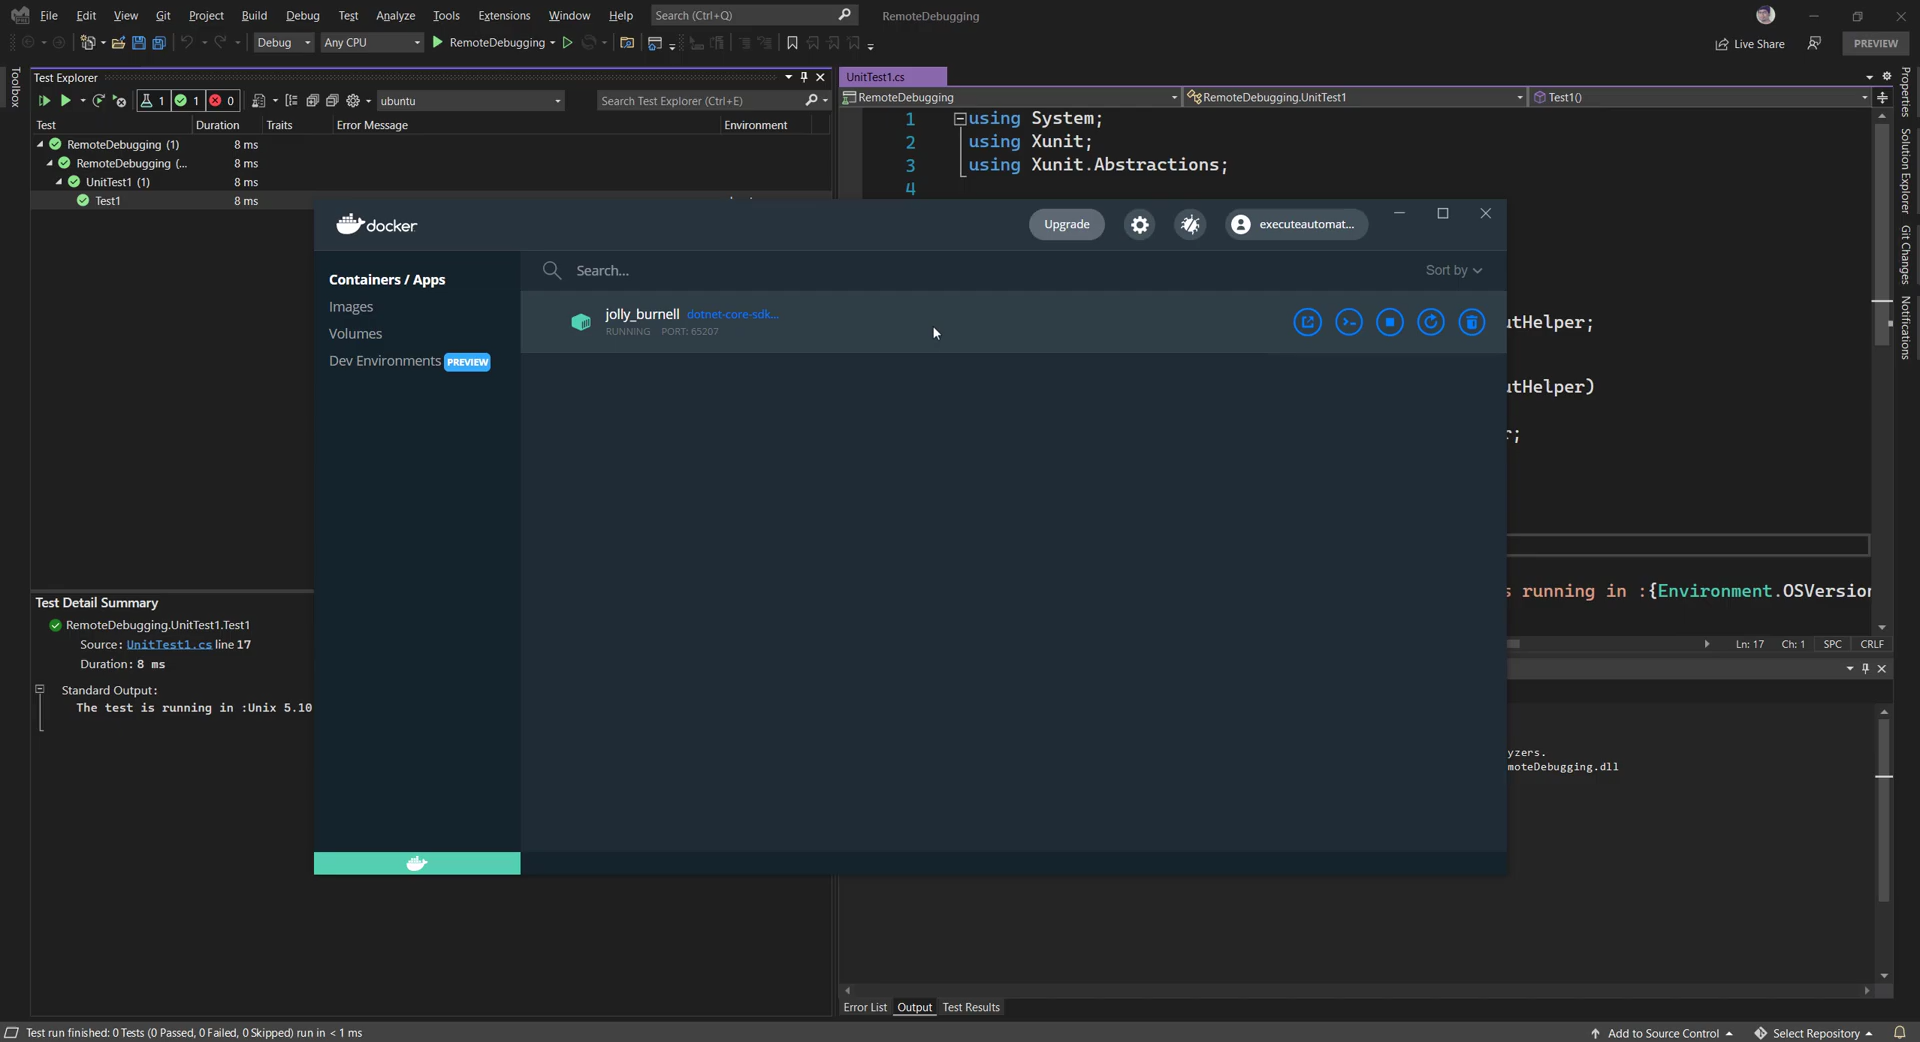 File Edit View Git Project Build Debug Test Analyze Tools Extensions Window Help Search (Ctrl+Q) RemoteDebugging
Debug Any CPU RemoteDebugging Live Share PREVIEW
Toolbox
Test Explorer
1 1 0 ubuntu Search Test Explorer (Ctrl+E)
Test Duration Traits Error Message Environment
RemoteDebugging (1) 8 ms
RemoteDebugging (... 8 ms
UnitTest1 (1) 8 ms
Test1 8 ms
UnitTest1.cs
RemoteDebugging RemoteDebugging.UnitTest1 Test1()
1 using System;
2 using Xunit;
3 using Xunit.Abstractions;
4
utHelper;
utHelper)
;
running in :{Environment.OSVersion
Ln: 17 Ch: 1 SPC CRLF
docker Upgrade executeautomat...
Containers / Apps
Images
Volumes
Dev Environments PREVIEW
Search... Sort by
jolly_burnell dotnet-core-sdk...
RUNNING PORT: 65207
Test Detail Summary
RemoteDebugging.UnitTest1.Test1
Source: UnitTest1.cs line 17
Duration: 8 ms
Standard Output:
The test is running in :Unix 5.10
yzers.
moteDebugging.dll
Error List Output Test Results
Properties
Solution Explorer
Git Changes
Notifications
Test run finished: 0 Tests (0 Passed, 0 Failed, 0 Skipped) run in < 1 ms Add to Source Control Select Repository